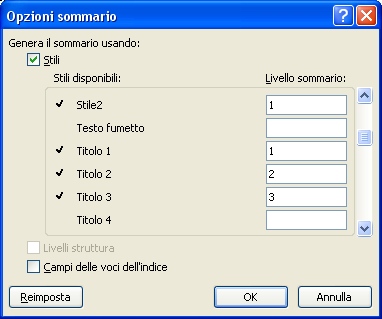 Opzioni sommario
Genera il sommario usando:
Stili
Stili disponibili: Livello sommario:
Stile2 1
Testo fumetto
Titolo 1 1
Titolo 2 2
Titolo 3 3
Titolo 4
Livelli struttura
Campi delle voci dell'indice
Reimposta OK Annulla